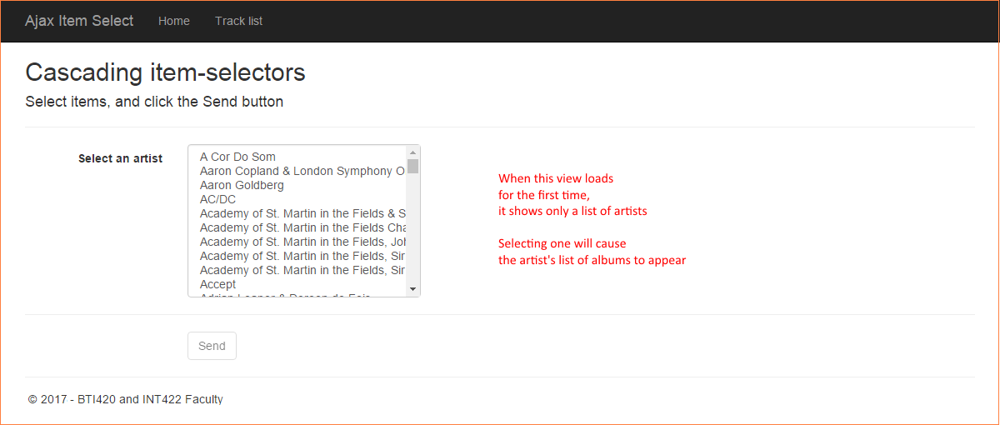 Ajax Item Select Home Track list
Cascading item-selectors
Select items, and click the Send button
Select an artist
A Cor Do Som
Aaron Copland & London Symphony O
Aaron Goldberg
AC/DC
Academy of St. Martin in the Fields & S
Academy of St. Martin in the Fields Cha
Academy of St. Martin in the Fields, Joh
Academy of St. Martin in the Fields, Sir
Academy of St. Martin in the Fields, Sir
Accept
When this view loads
for the first time,
it shows only a list of artists
Selecting one will cause
the artist's list of albums to appear
Send
© 2017 - BTI420 and INT422 Faculty